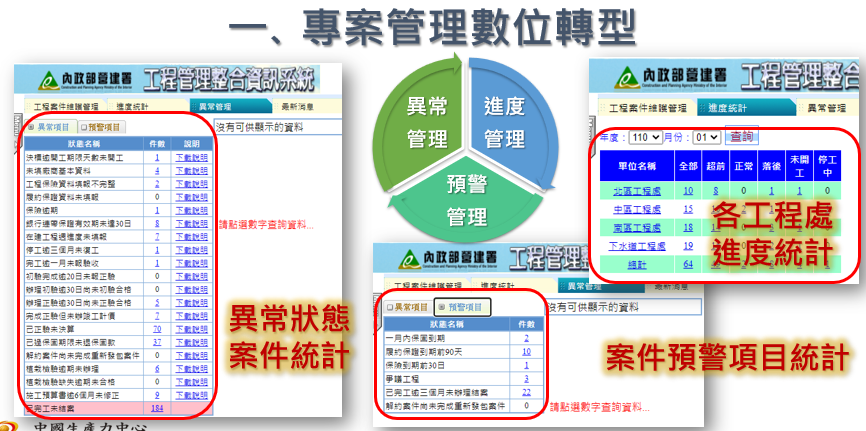 一、專案管理數位轉型
內政部營建署 工程管理整合資訊系統
工程案件維護管理 進度統計 異常管理 最新消息
異常項目 預警項目
沒有可供顯示的資料
狀態名稱 件數 說明
決標逾開工期限天數未開工 1 下載說明
未填廠商基本資料 4 下載說明
工程保險資料填報不完整 2 下載說明
履約保證資料未填報 0 下載說明
保險逾期 1 下載說明
銀行連帶保證有效期未達30日 8 下載說明
在建工程逾進度未填報 7 下載說明
停工逾三個月未復工 1 下載說明
完工逾一月未報驗收 1 下載說明
初驗完成逾20日未報正驗 0 下載說明
辦理初驗逾30日尚未初驗合格 0 下載說明
辦理正驗逾30日尚未正驗合格 5 下載說明
完成正驗但未辦竣工計價 7 下載說明
已正驗未決算 70 下載說明
已過保固期限未退保固款 37 下載說明
解約案件尚未完成重新發包案件 0 下載說明
植栽檢驗逾期未辦理 6 下載說明
植栽檢驗缺失逾期未合格 0 下載說明
施工預算書逾6個月未修正 9 下載說明
已完工未結案 184
請點選數字查詢資料...
異常狀態
案件統計
異常
管理
進度
管理
預警
管理
內政部營建署 工程管理整合
工程案件維護管理 進度統計 異常管理
年度：110 月份：01 查詢
單位名稱 全部 超前 正常 落後 未開工 停工中
北區工程處 10 8 0 1 1 0
中區工程處 15
南區工程處 18
下水道工程處 19
總計 64
各工程處
進度統計
內政部營建署 工程管理
工程案件維護管理 進度統計 異常管理 最新消息
異常項目 預警項目
沒有可供顯示的資料
狀態名稱 件數
一月內保固到期 2
履約保證到期前90天 10
保險到期前30日 1
爭議工程 3
已完工逾三個月未辦理結案 22
解約案件尚未完成重新發包案件 0
請點選數字查詢資料...
案件預警項目統計
中國生產力中心